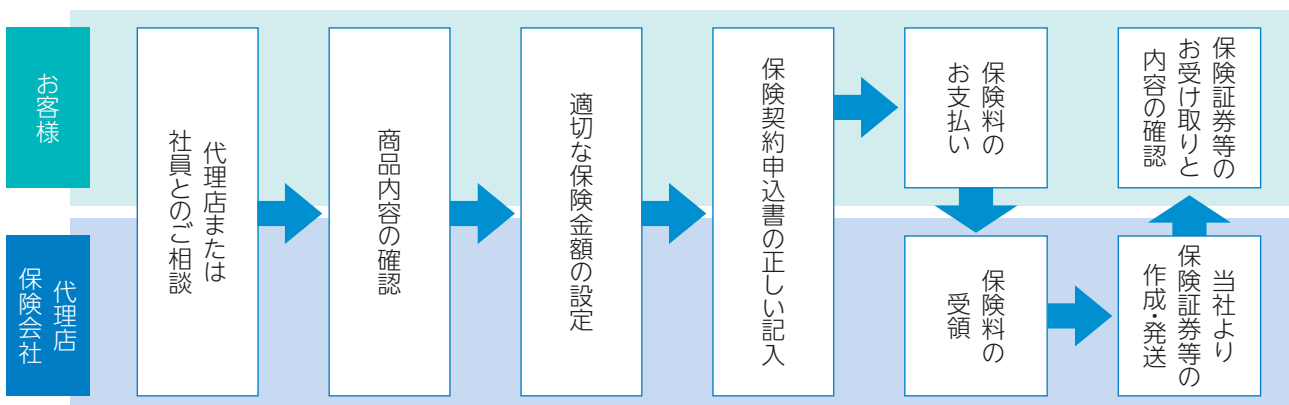 お客様
代理店
保険会社
代理店または
社員とのご相談
商品内容の確認
適切な保険金額の設定
保険契約申込書の正しい記入
保険料の
お支払い
保険料の
受領
当社より
保険証券等の
作成・発送
保険証券等の
お受け取りと
内容の確認